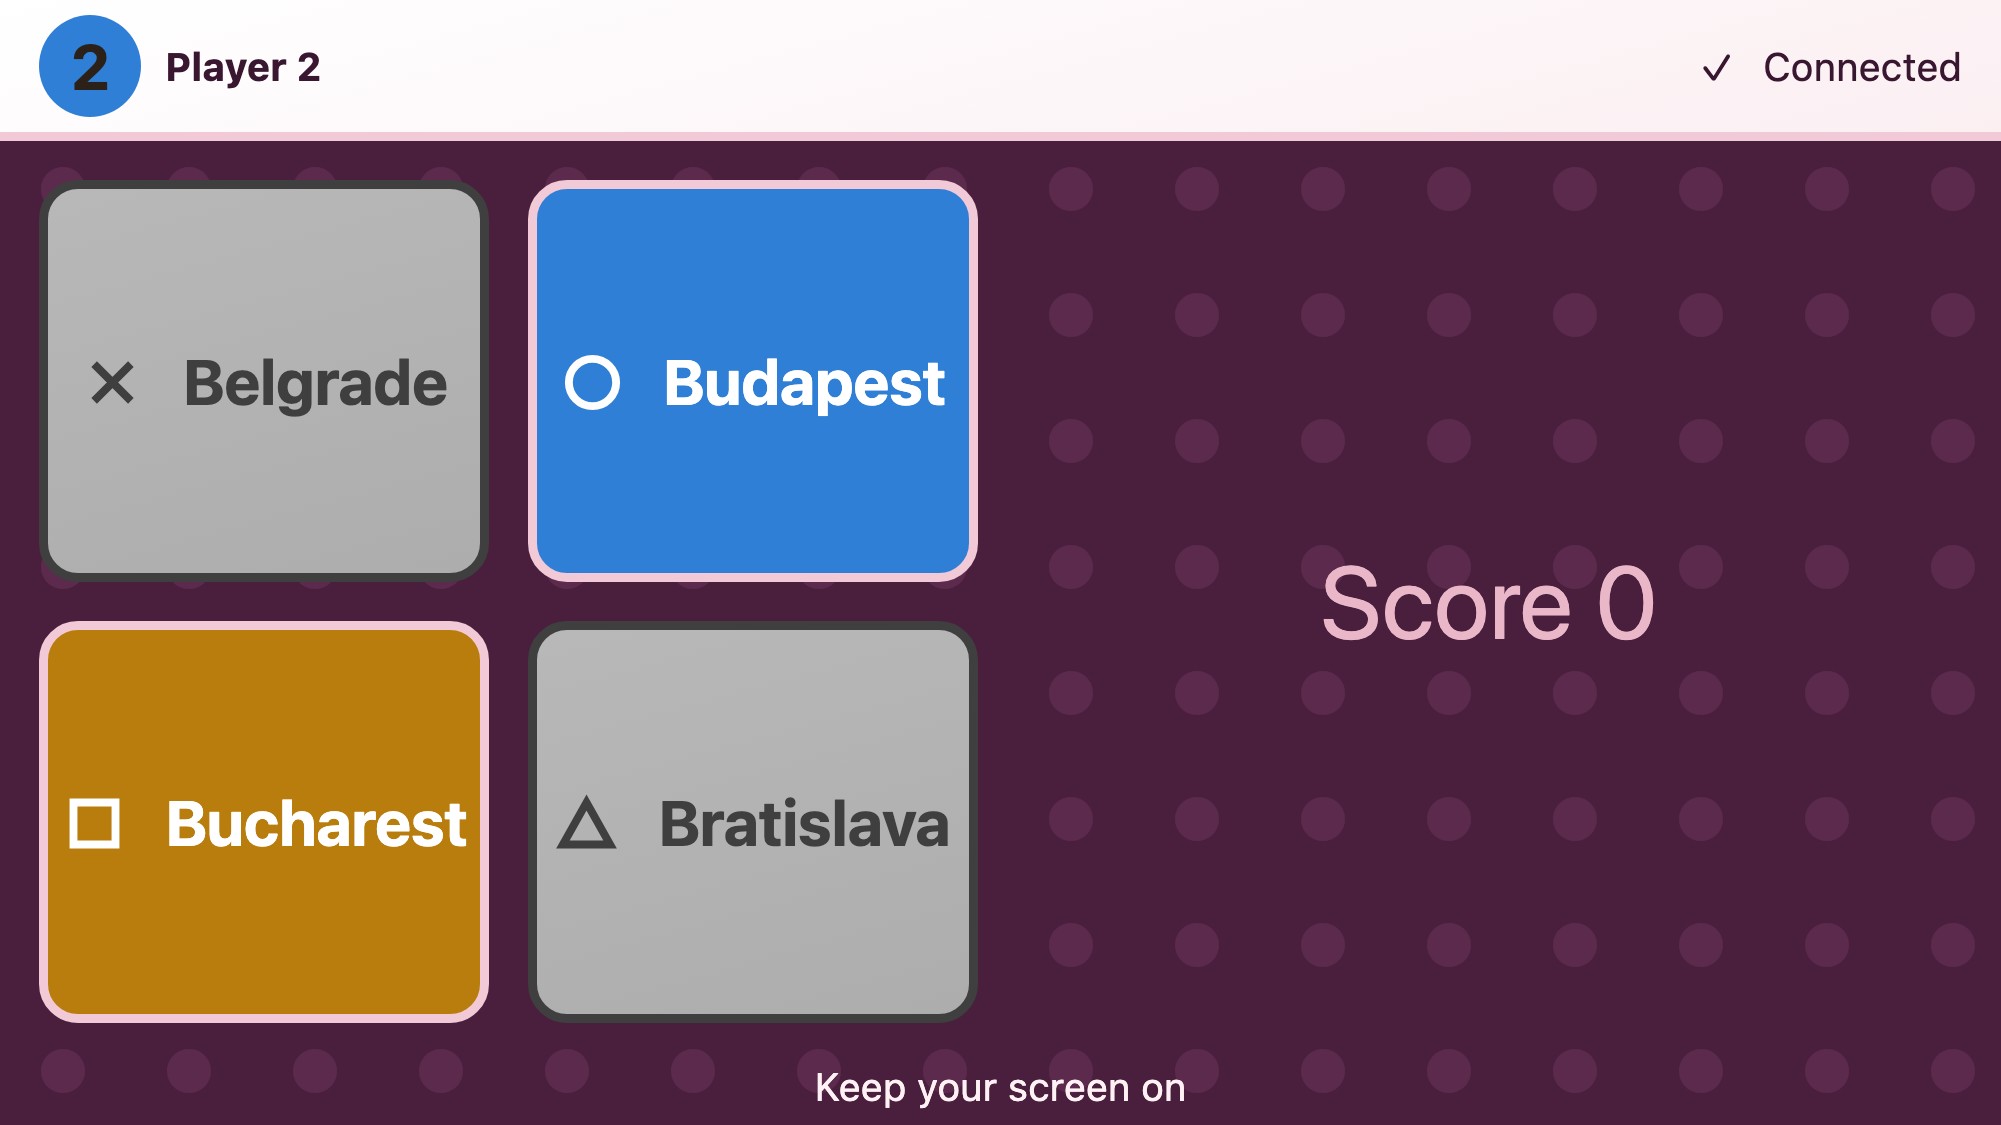 2 Player 2
✓ Connected
✕ Belgrade
○ Budapest
□ Bucharest
△ Bratislava
Score 0
Keep your screen on